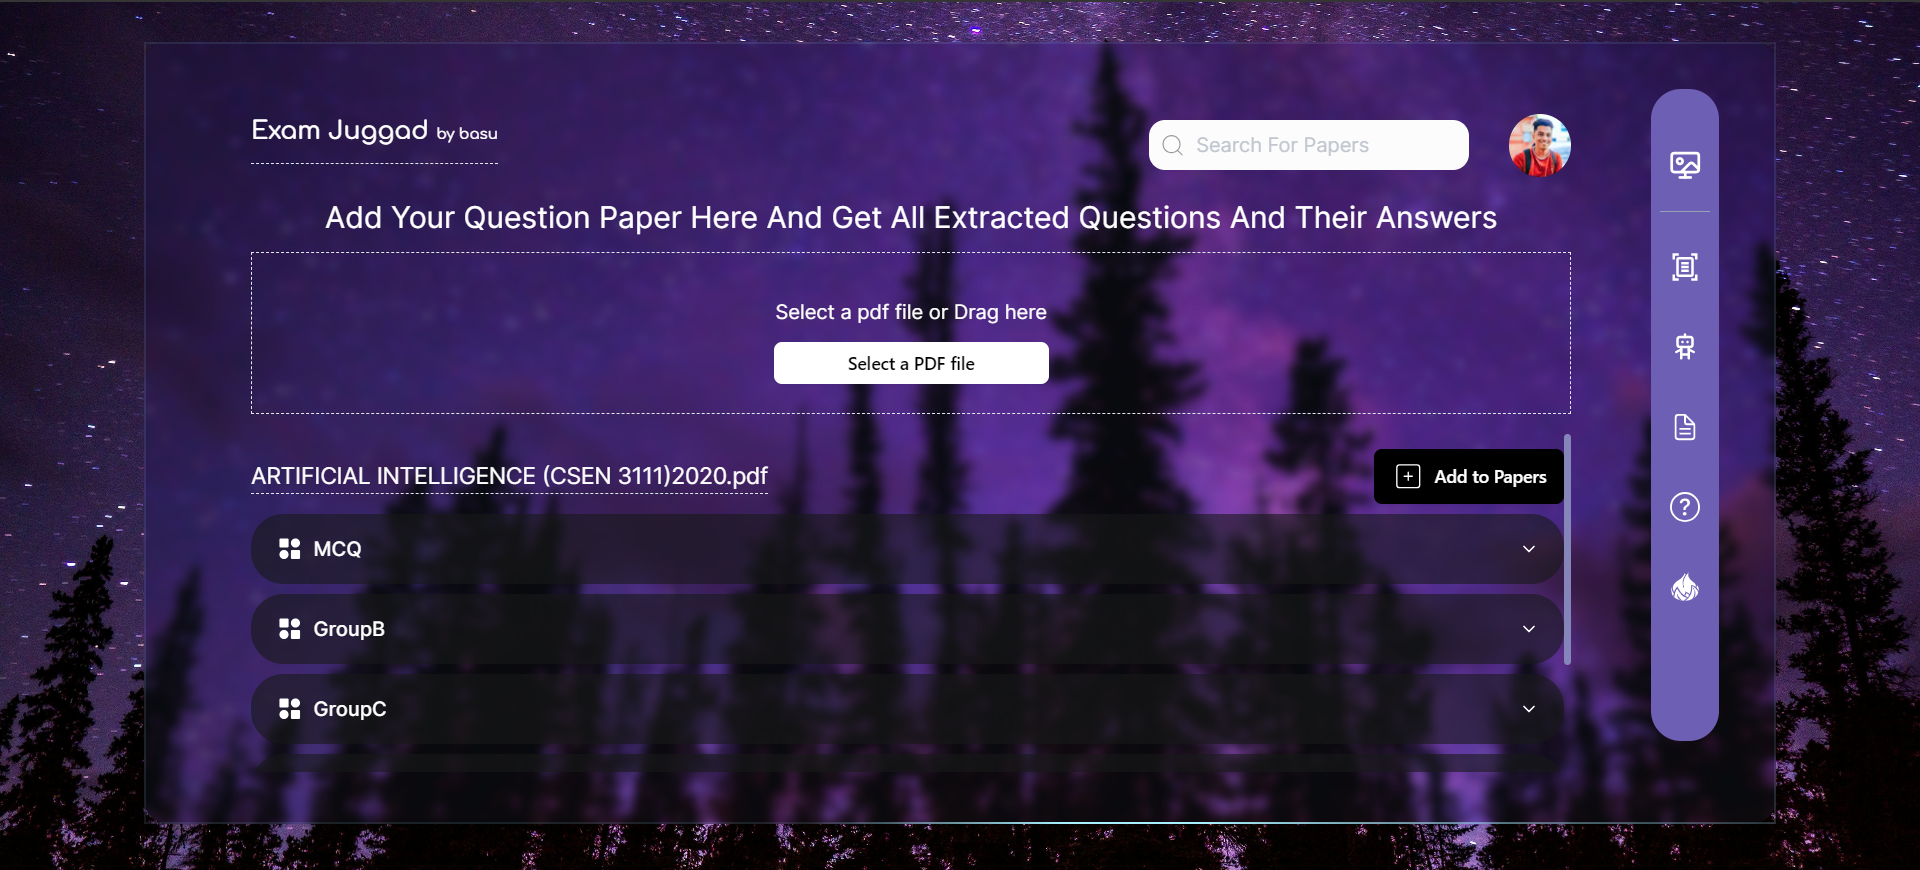 Exam Juggad by basu
Search For Papers
Add Your Question Paper Here And Get All Extracted Questions And Their Answers
Select a pdf file or Drag here
Select a PDF file
ARTIFICIAL INTELLIGENCE (CSEN 3111)2020.pdf
Add to Papers
MCQ
GroupB
GroupC